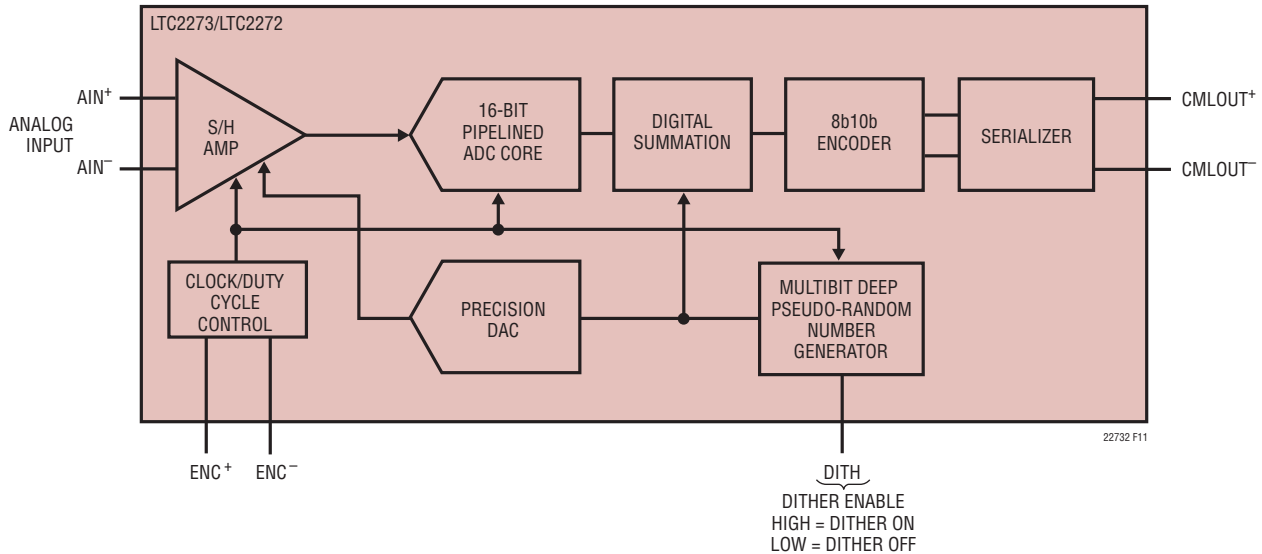 LTC2273/LTC2272
AIN+
ANALOG
INPUT
AIN–
S/H
AMP
16-BIT
PIPELINED
ADC CORE
DIGITAL
SUMMATION
8b10b
ENCODER
SERIALIZER
CMLOUT+
CMLOUT–
CLOCK/DUTY
CYCLE
CONTROL
PRECISION
DAC
MULTIBIT DEEP
PSEUDO-RANDOM
NUMBER
GENERATOR
22732 F11
ENC+
ENC–
DITH
DITHER ENABLE
HIGH = DITHER ON
LOW = DITHER OFF